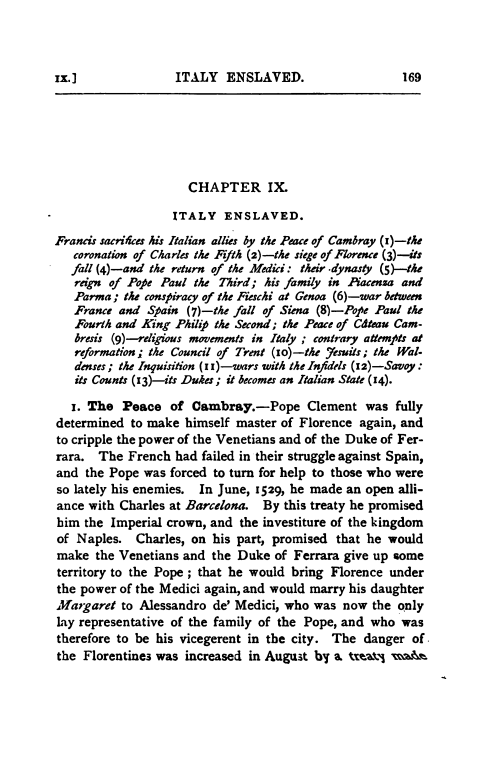 IX.] ITALY ENSLAVED. 169
CHAPTER IX.
ITALY ENSLAVED.
Francis sacrifices his Italian allies by the Peace of Cambray (1)—the
coronation of Charles the Fifth (2)—the siege of Florence (3)—its
fall (4)—and the return of the Medici: their dynasty (5)—the
reign of Pope Paul the Third; his family in Piacenza and
Parma; the conspiracy of the Fieschi at Genoa (6)—war between
France and Spain (7)—the fall of Siena (8)—Pope Paul the
Fourth and King Philip the Second; the Peace of Câteau Cam-
bresis (9)—religious movements in Italy; contrary attempts at
reformation; the Council of Trent (10)—the Jesuits; the Wal-
denses; the Inquisition (11)—wars with the Infidels (12)—Savoy:
its Counts (13)—its Dukes; it becomes an Italian State (14).
1. The Peace of Cambray.—Pope Clement was fully
determined to make himself master of Florence again, and
to cripple the power of the Venetians and of the Duke of Fer-
rara. The French had failed in their struggle against Spain,
and the Pope was forced to turn for help to those who were
so lately his enemies. In June, 1529, he made an open alli-
ance with Charles at Barcelona. By this treaty he promised
him the Imperial crown, and the investiture of the kingdom
of Naples. Charles, on his part, promised that he would
make the Venetians and the Duke of Ferrara give up some
territory to the Pope; that he would bring Florence under
the power of the Medici again, and would marry his daughter
Margaret to Alessandro de' Medici, who was now the only
lay representative of the family of the Pope, and who was
therefore to be his vicegerent in the city. The danger of
the Florentines was increased in August by a treaty made